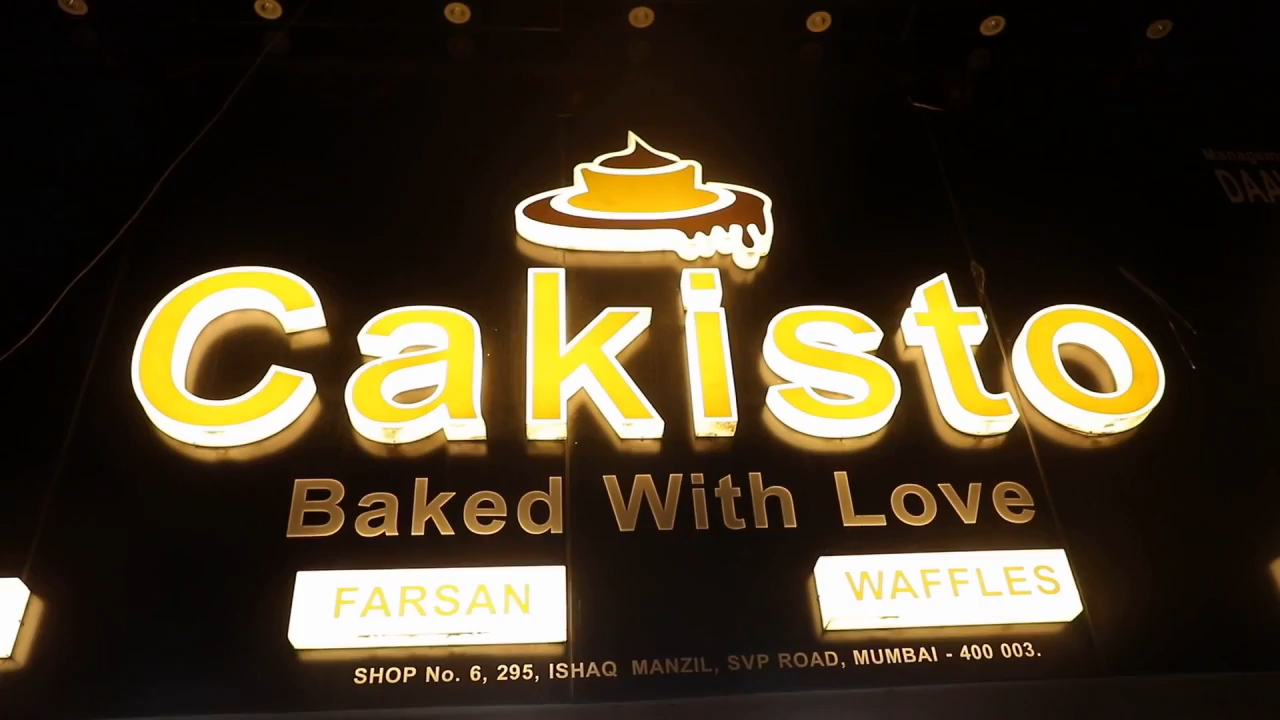 Cakisto
Baked With Love
FARSAN
WAFFLES
SHOP No. 6, 295, ISHAQ MANZIL, SVP ROAD, MUMBAI - 400 003.